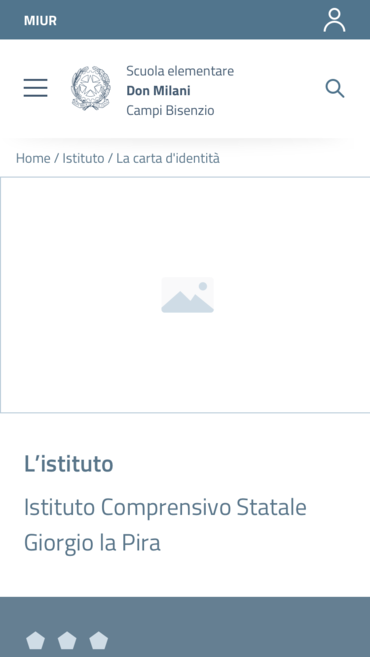 MIUR
Scuola elementare
Don Milani
Campi Bisenzio
Home / Istituto / La carta d'identità
L’istituto
Istituto Comprensivo Statale
Giorgio la Pira